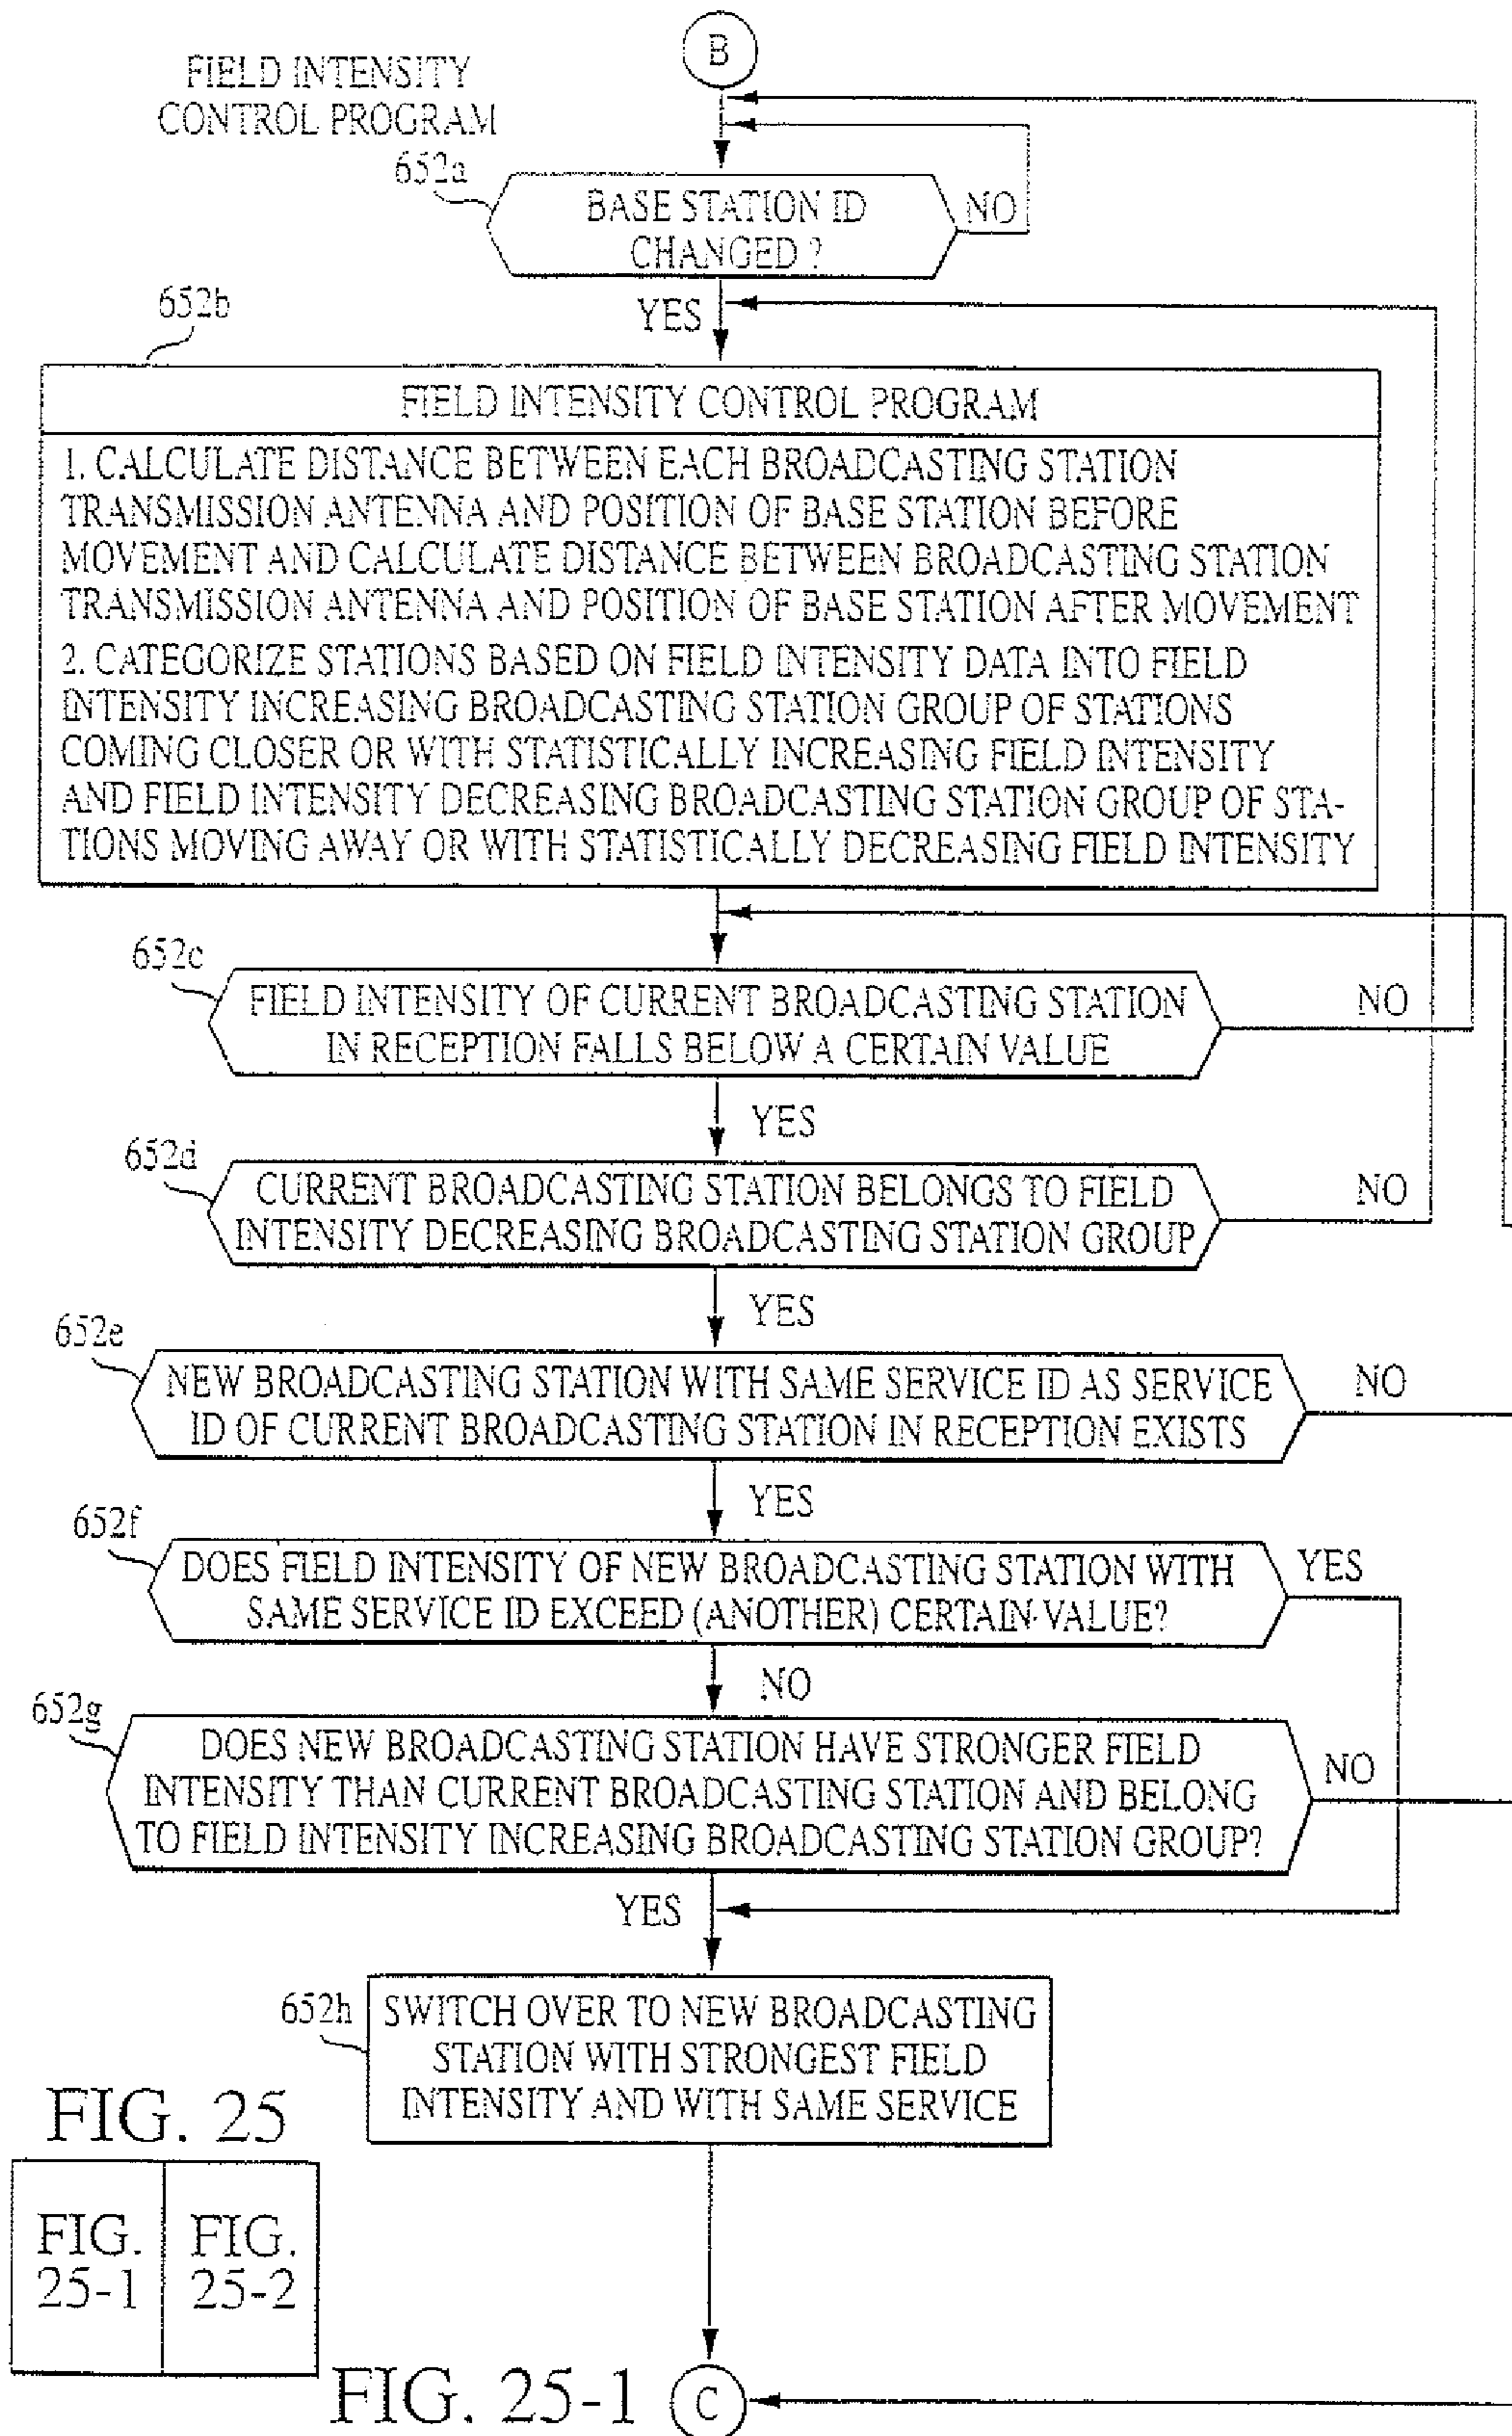 B
FIELD INTENSITY
CONTROL PROGRAM
652a
BASE STATION ID
CHANGED ?
NO
652b
YES
FIELD INTENSITY CONTROL PROGRAM
1. CALCULATE DISTANCE BETWEEN EACH BROADCASTING STATION
TRANSMISSION ANTENNA AND POSITION OF BASE STATION BEFORE
MOVEMENT AND CALCULATE DISTANCE BETWEEN BROADCASTING STATION
TRANSMISSION ANTENNA AND POSITION OF BASE STATION AFTER MOVEMENT
2. CATEGORIZE STATIONS BASED ON FIELD INTENSITY DATA INTO FIELD
INTENSITY INCREASING BROADCASTING STATION GROUP OF STATIONS
COMING CLOSER OR WITH STATISTICALLY INCREASING FIELD INTENSITY
AND FIELD INTENSITY DECREASING BROADCASTING STATION GROUP OF STA-
TIONS MOVING AWAY OR WITH STATISTICALLY DECREASING FIELD INTENSITY
652c
FIELD INTENSITY OF CURRENT BROADCASTING STATION
IN RECEPTION FALLS BELOW A CERTAIN VALUE
NO
YES
652d
CURRENT BROADCASTING STATION BELONGS TO FIELD
INTENSITY DECREASING BROADCASTING STATION GROUP
NO
YES
652e
NEW BROADCASTING STATION WITH SAME SERVICE ID AS SERVICE
ID OF CURRENT BROADCASTING STATION IN RECEPTION EXISTS
NO
YES
652f
DOES FIELD INTENSITY OF NEW BROADCASTING STATION WITH
SAME SERVICE ID EXCEED (ANOTHER) CERTAIN VALUE?
YES
NO
652g
DOES NEW BROADCASTING STATION HAVE STRONGER FIELD
INTENSITY THAN CURRENT BROADCASTING STATION AND BELONG
TO FIELD INTENSITY INCREASING BROADCASTING STATION GROUP?
NO
YES
652h
SWITCH OVER TO NEW BROADCASTING
STATION WITH STRONGEST FIELD
INTENSITY AND WITH SAME SERVICE
FIG. 25
FIG.
25-1
FIG.
25-2
FIG. 25-1
C